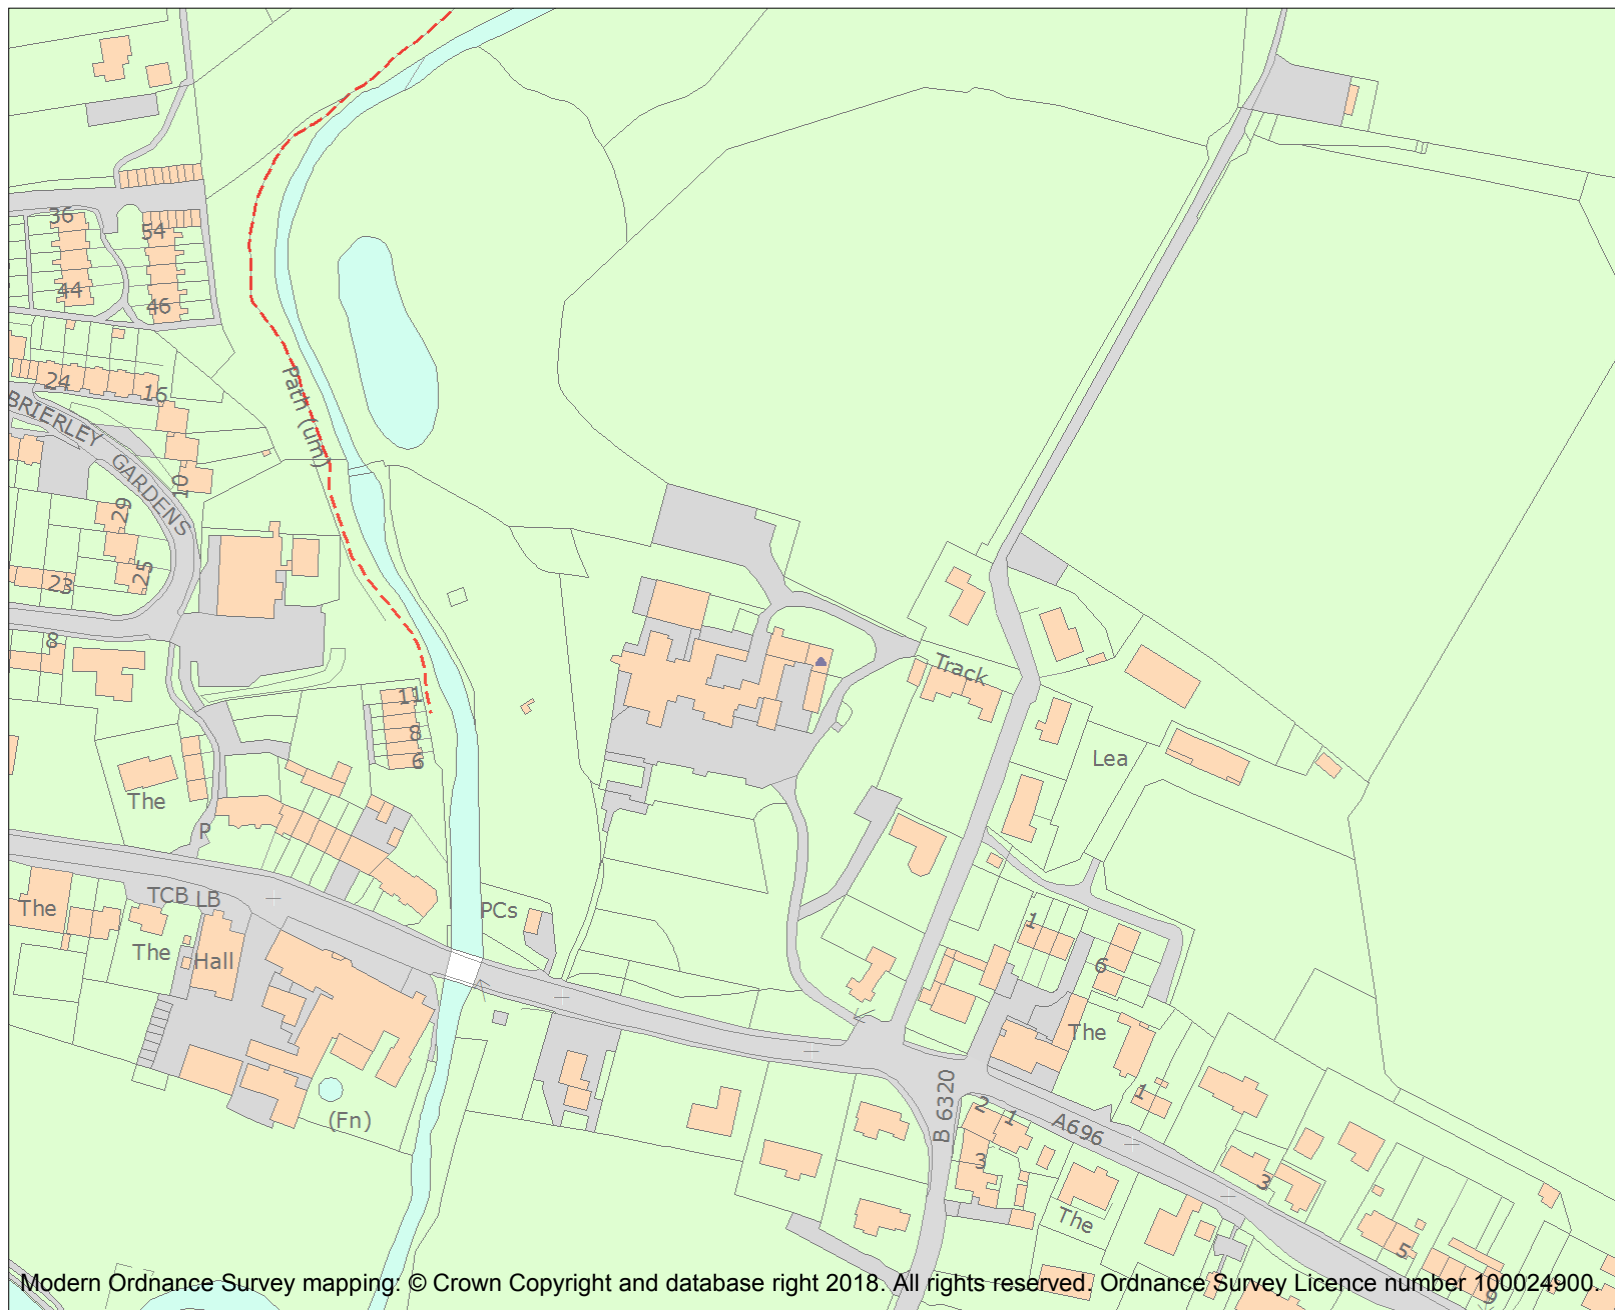 36
54
44
46
Path (um)
24
16
BRIERLEY GARDENS
10
29
25
23
8
11
8
6
Track
Lea
The
P
TCB
LB
PCs
The
The
Hall
1
6
The
(Fn)
B 6320
2
1
3
A696
1
The
3
5
9
Modern Ordnance Survey mapping: © Crown Copyright and database right 2018. All rights reserved. Ordnance Survey Licence number 100024900.